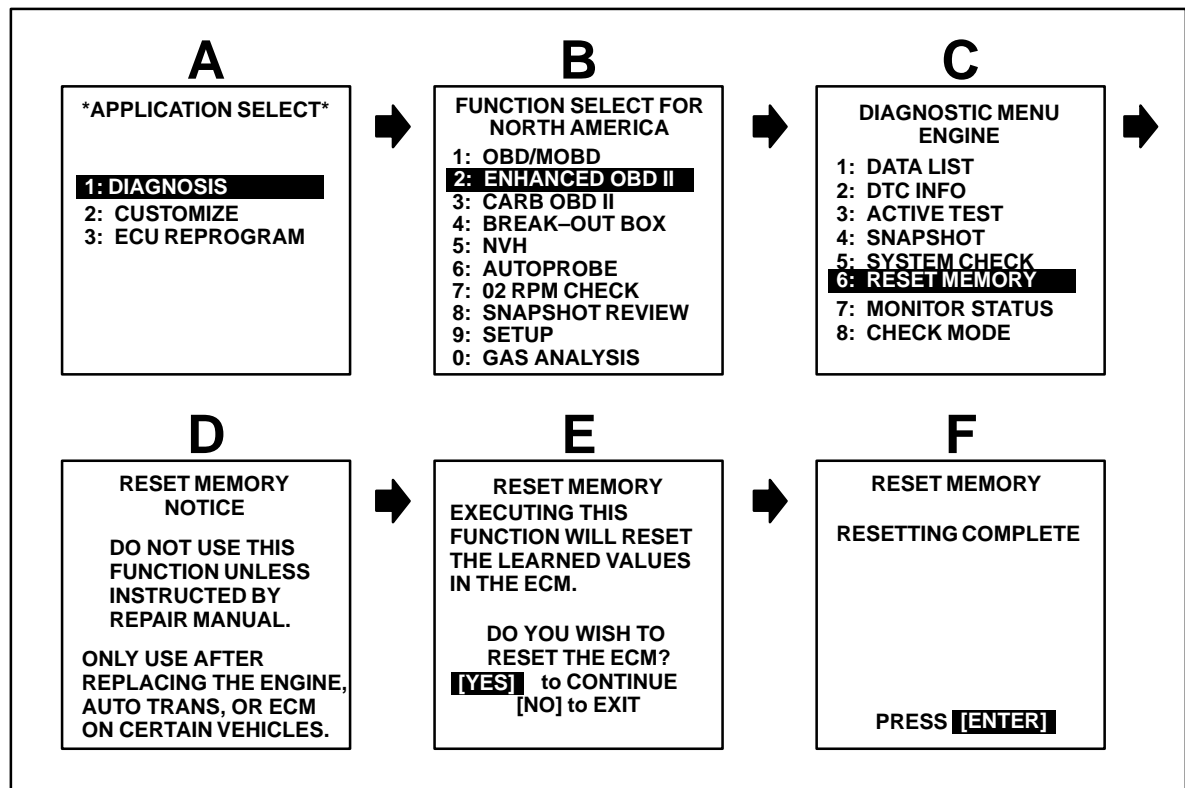 A
*APPLICATION SELECT*
1: DIAGNOSIS
2: CUSTOMIZE
3: ECU REPROGRAM
B
FUNCTION SELECT FOR
NORTH AMERICA
1: OBD/MOBD
2: ENHANCED OBD II
3: CARB OBD II
4: BREAK–OUT BOX
5: NVH
6: AUTOPROBE
7: 02 RPM CHECK
8: SNAPSHOT REVIEW
9: SETUP
0: GAS ANALYSIS
C
DIAGNOSTIC MENU
ENGINE
1: DATA LIST
2: DTC INFO
3: ACTIVE TEST
4: SNAPSHOT
5: SYSTEM CHECK
6: RESET MEMORY
7: MONITOR STATUS
8: CHECK MODE
D
RESET MEMORY
NOTICE
DO NOT USE THIS
FUNCTION UNLESS
INSTRUCTED BY
REPAIR MANUAL.
ONLY USE AFTER
REPLACING THE ENGINE,
AUTO TRANS, OR ECM
ON CERTAIN VEHICLES.
E
RESET MEMORY
EXECUTING THIS
FUNCTION WILL RESET
THE LEARNED VALUES
IN THE ECM.
DO YOU WISH TO
RESET THE ECM?
[YES] to CONTINUE
[NO] to EXIT
F
RESET MEMORY
RESETTING COMPLETE
PRESS [ENTER]